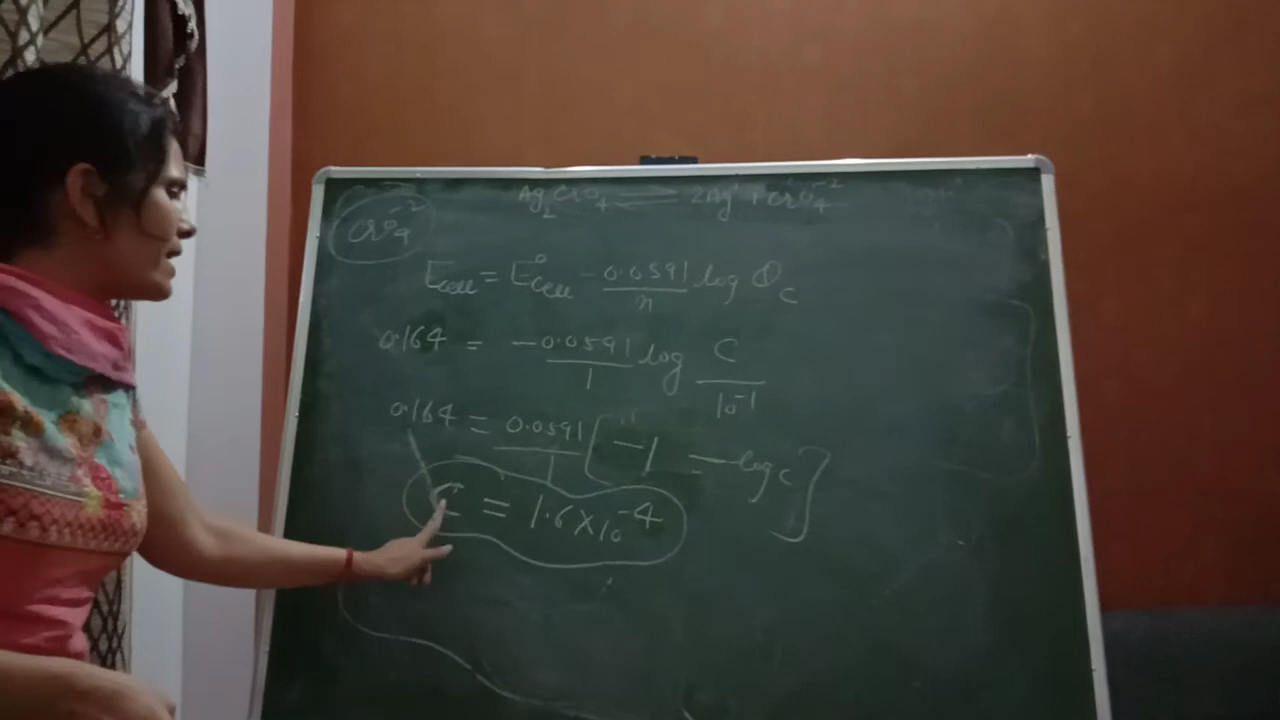 Ag₂CrO₄ ⇌ 2Ag⁺ + CrO₄⁻²
CrO₄⁻²
Ecell = E°cell - 0.0591/n log Qc
0.164 = -0.0591/1 log C/10⁻¹
0.164 = 0.0591/1 [-1 - log c]
C = 1.6 × 10⁻⁴